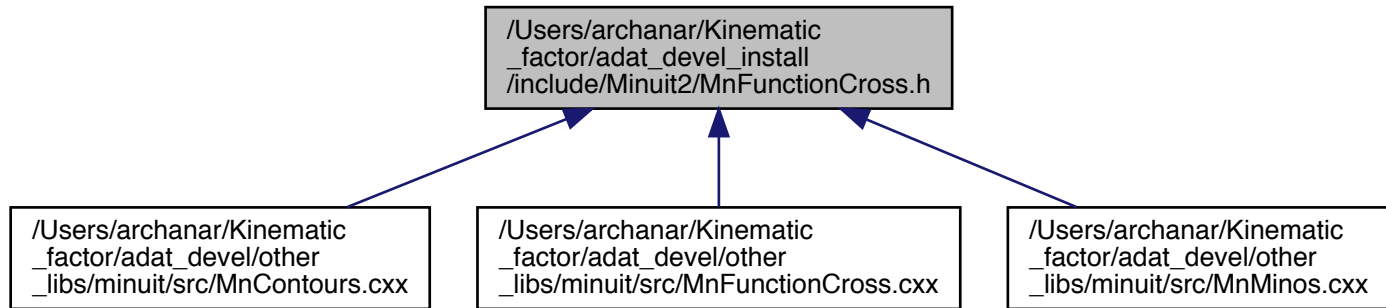 /Users/archanar/Kinematic
_factor/adat_devel_install
/include/Minuit2/MnFunctionCross.h
/Users/archanar/Kinematic
_factor/adat_devel/other
_libs/minuit/src/MnContours.cxx
/Users/archanar/Kinematic
_factor/adat_devel/other
_libs/minuit/src/MnFunctionCross.cxx
/Users/archanar/Kinematic
_factor/adat_devel/other
_libs/minuit/src/MnMinos.cxx